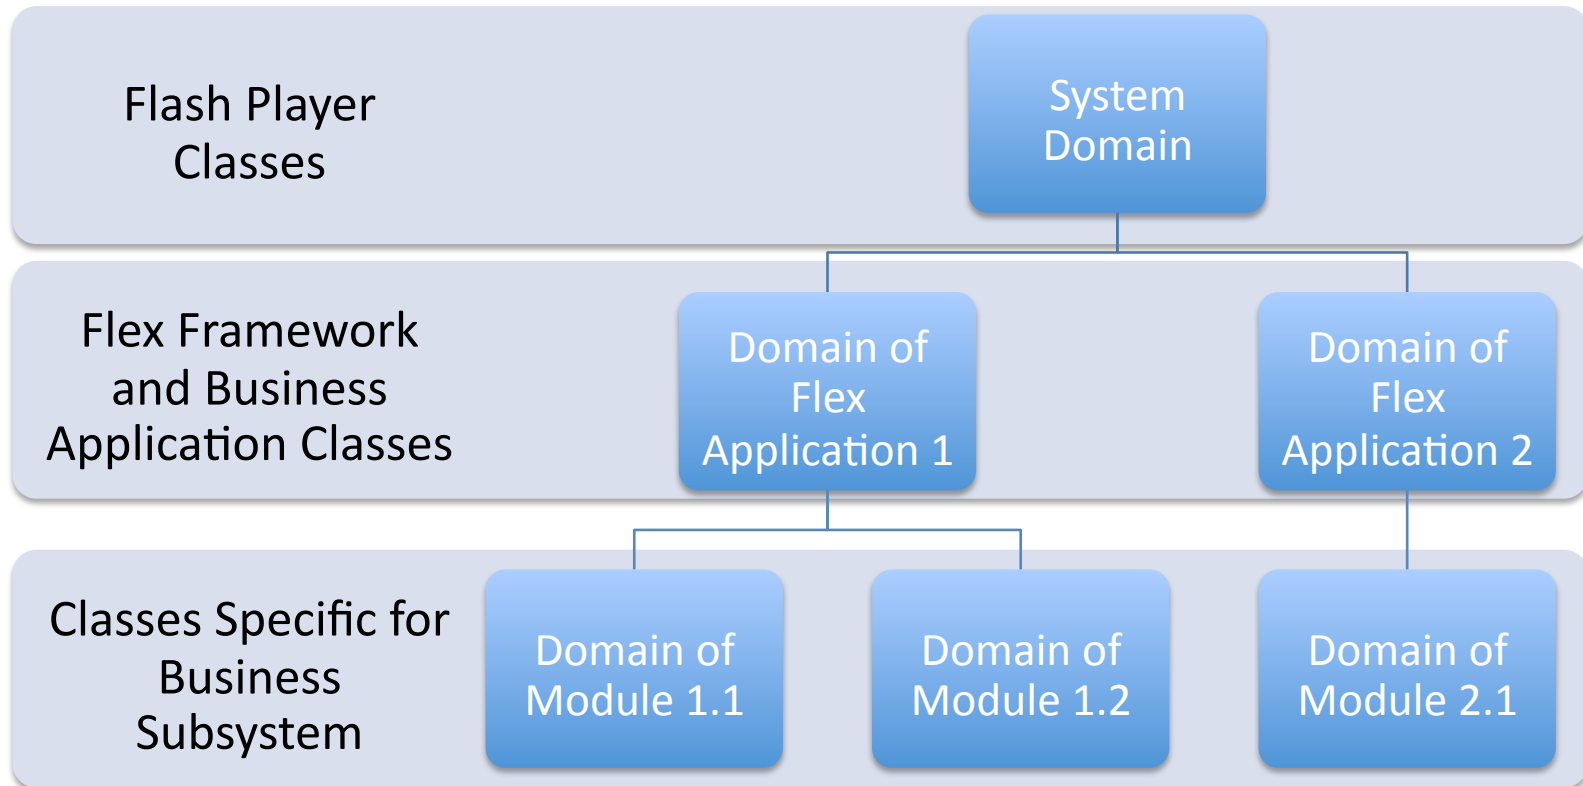 Flash Player
Classes
System
Domain
Flex Framework
and Business
Application Classes
Domain of
Flex
Application 1
Domain of
Flex
Application 2
Classes Specific for
Business
Subsystem
Domain of
Module 1.1
Domain of
Module 1.2
Domain of
Module 2.1